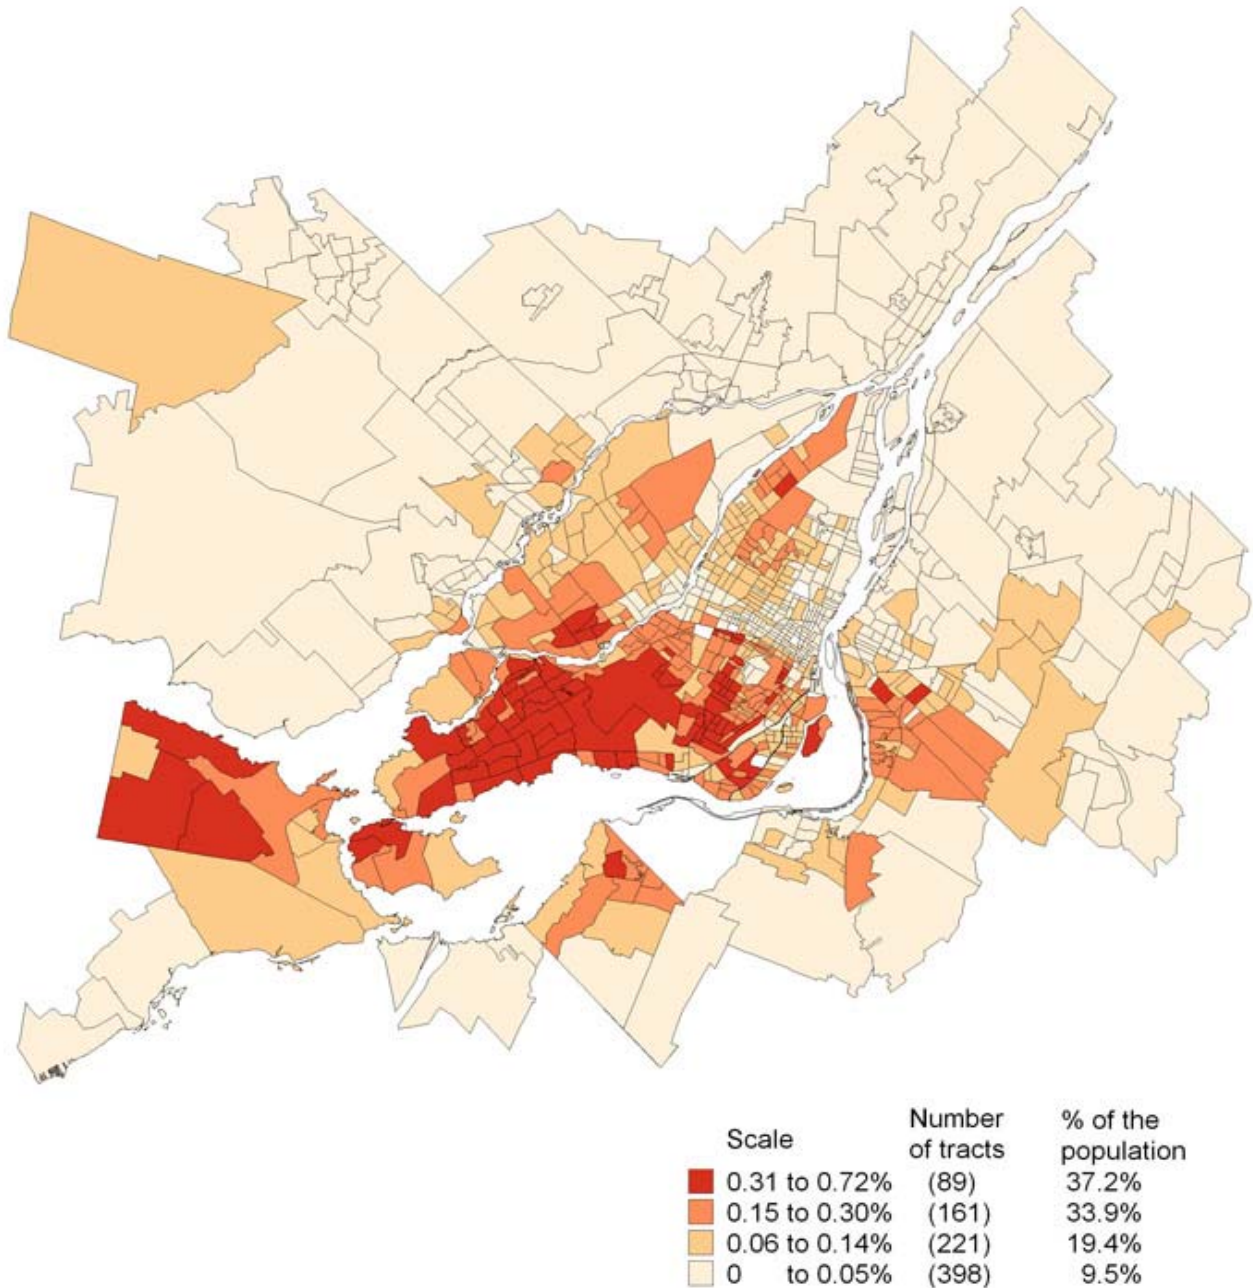 Scale Number of tracts % of the population
0.31 to 0.72% (89) 37.2%
0.15 to 0.30% (161) 33.9%
0.06 to 0.14% (221) 19.4%
0 to 0.05% (398) 9.5%